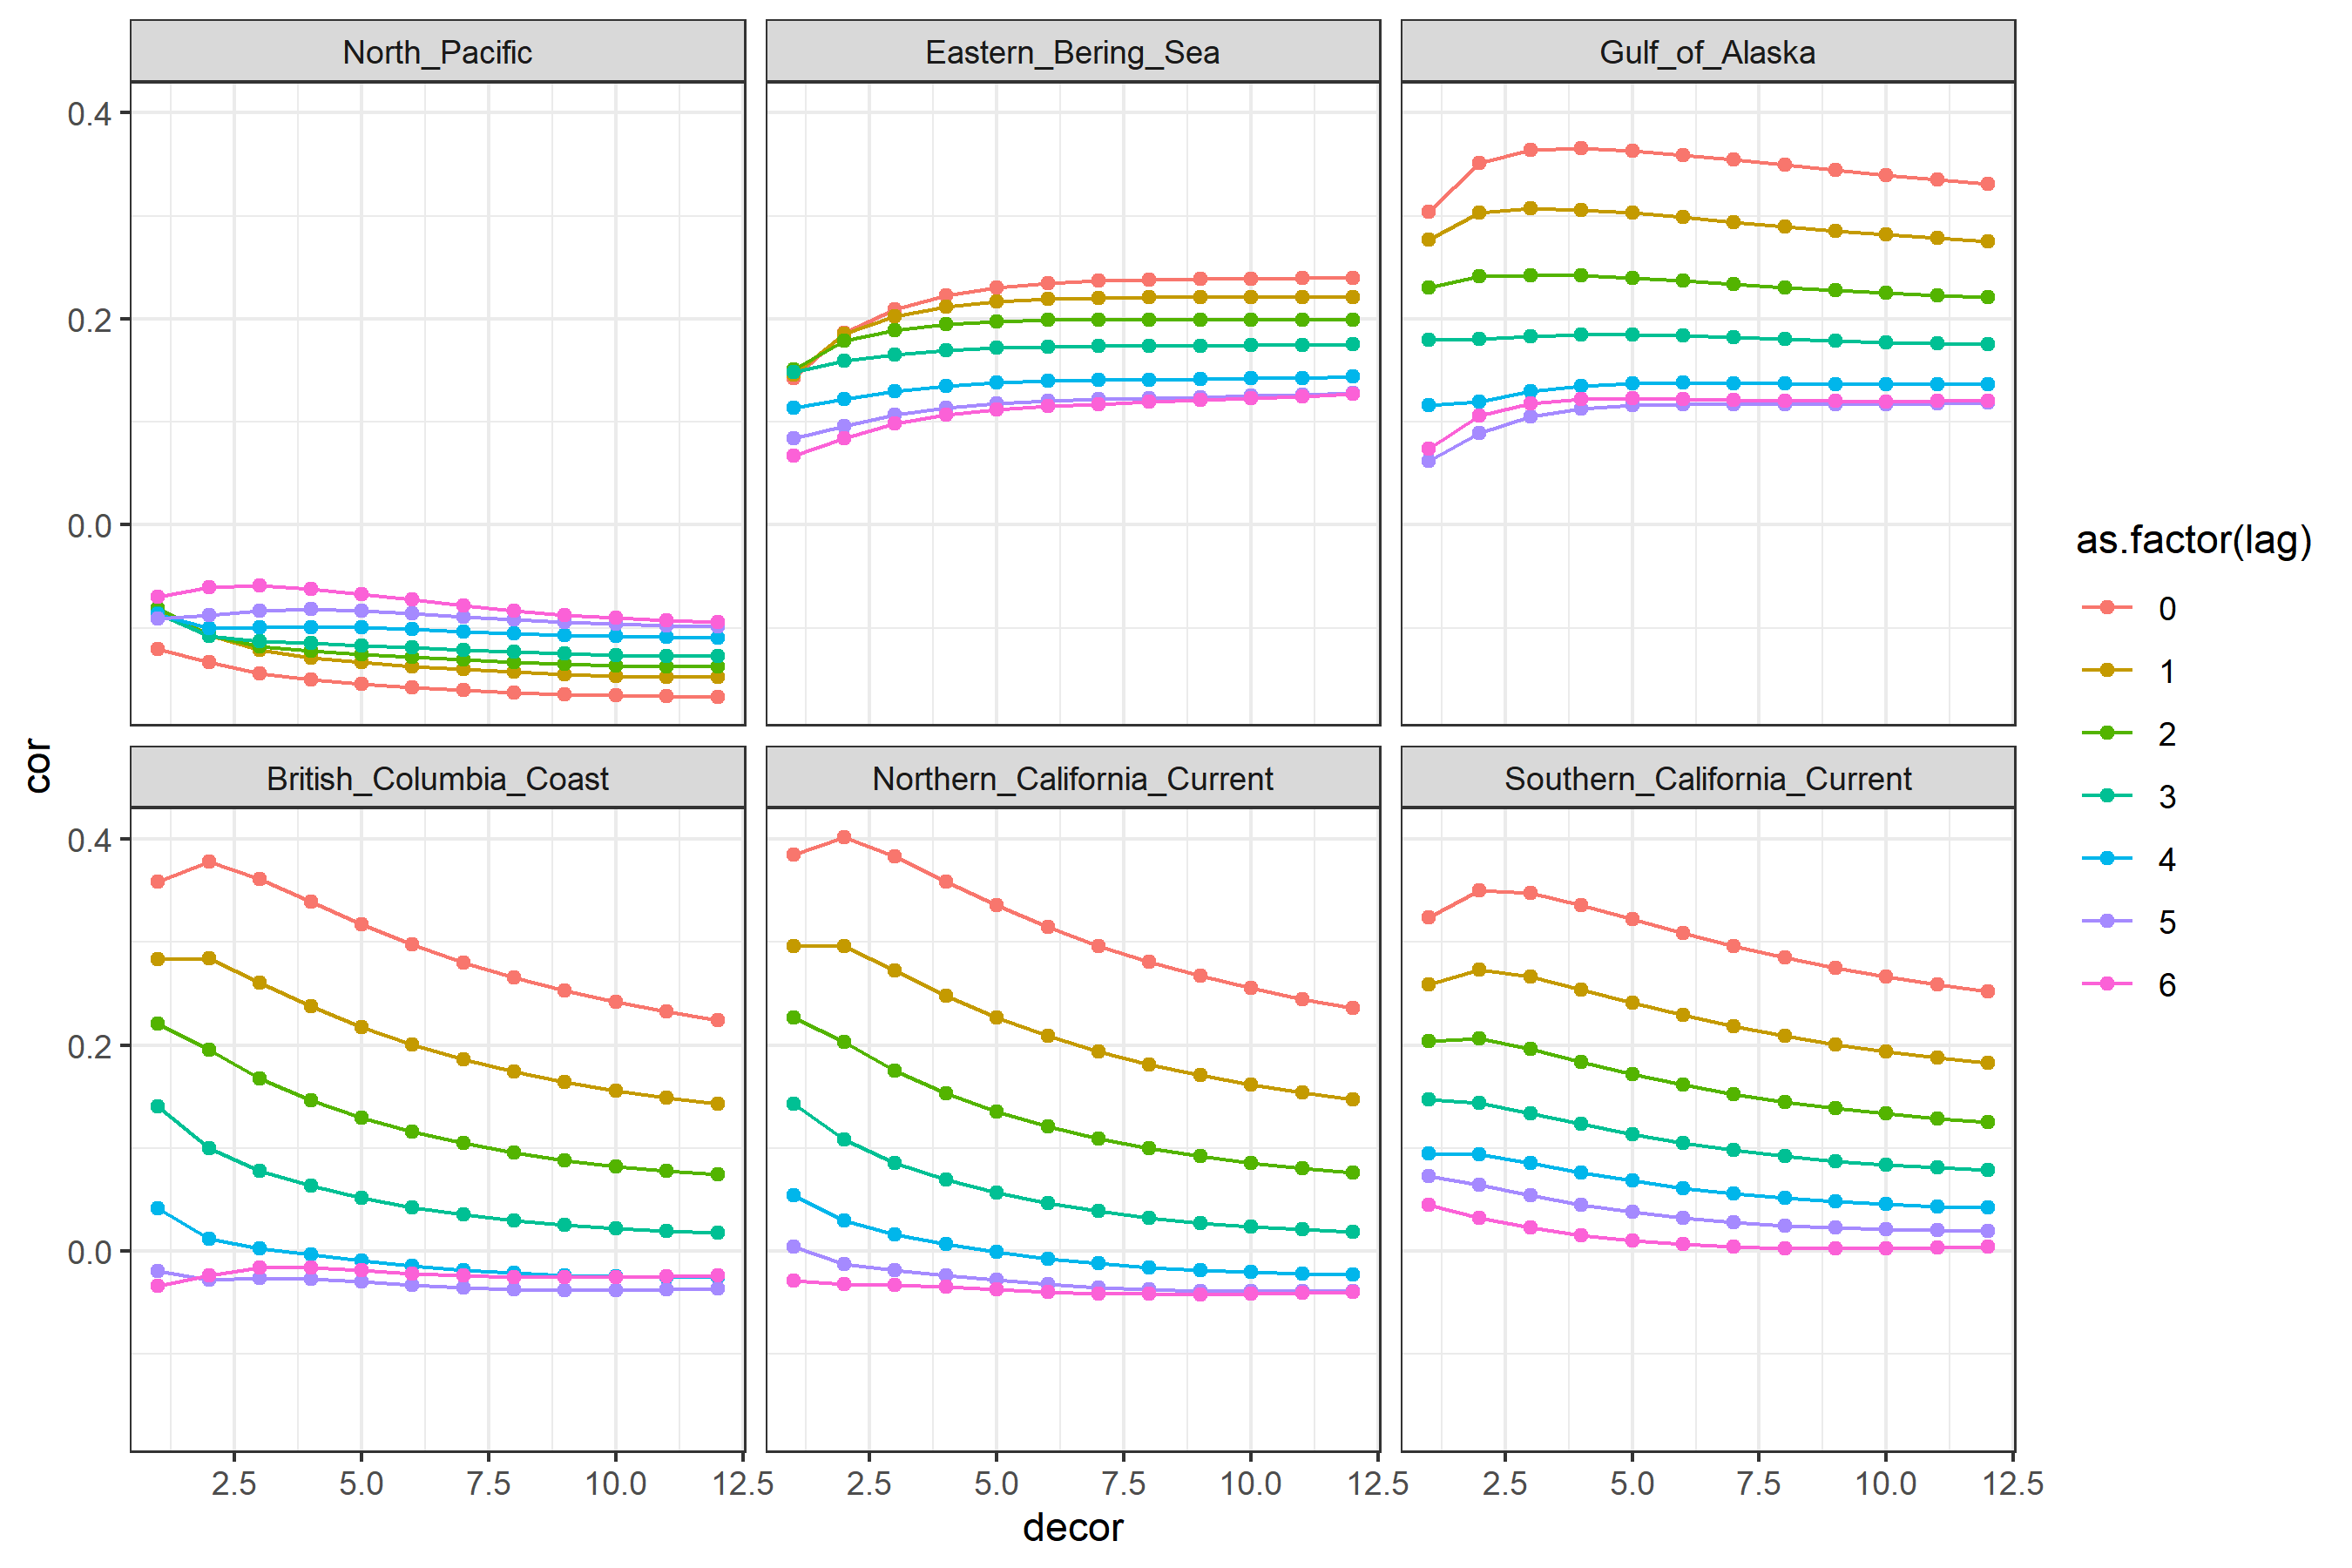 North_Pacific
Eastern_Bering_Sea
Gulf_of_Alaska
0.4
0.2
0.0
cor
British_Columbia_Coast
Northern_California_Current
Southern_California_Current
0.4
0.2
0.0
2.5 5.0 7.5 10.0 12.5
2.5 5.0 7.5 10.0 12.5
2.5 5.0 7.5 10.0 12.5
decor
as.factor(lag)
0
1
2
3
4
5
6